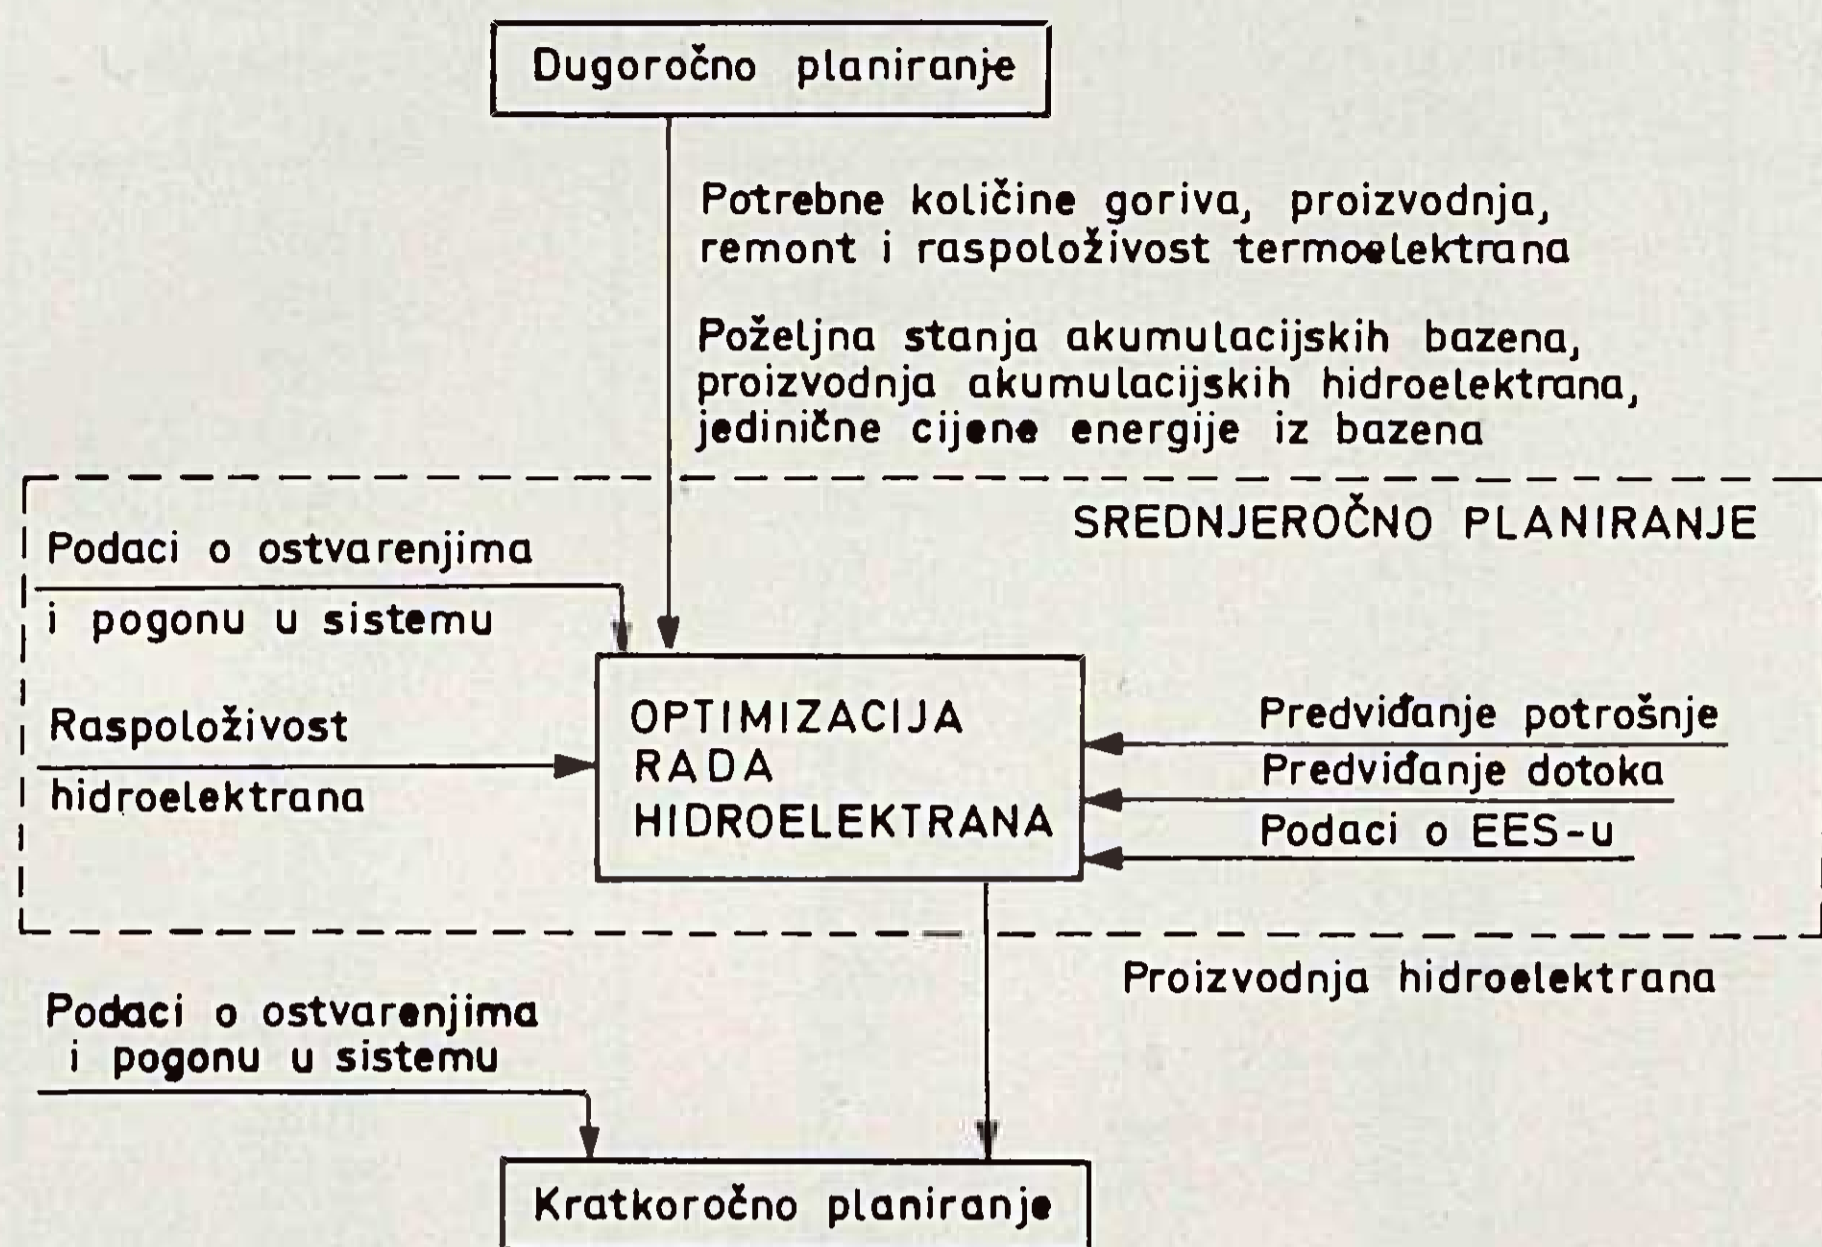 Dugoročno planiranje
Potrebne količine goriva, proizvodnja,
remont i raspoloživost termoelektrana
Poželjna stanja akumulacijskih bazena,
proizvodnja akumulacijskih hidroelektrana,
jedinične cijene energije iz bazena
SREDNJEROČNO PLANIRANJE
Podaci o ostvarenjima
i pogonu u sistemu
Raspoloživost
hidroelektrana
OPTIMIZACIJA
RADA
HIDROELEKTRANA
Predviđanje potrošnje
Predviđanje dotoka
Podaci o EES-u
Proizvodnja hidroelektrana
Podaci o ostvarenjima
i pogonu u sistemu
Kratkoročno planiranje